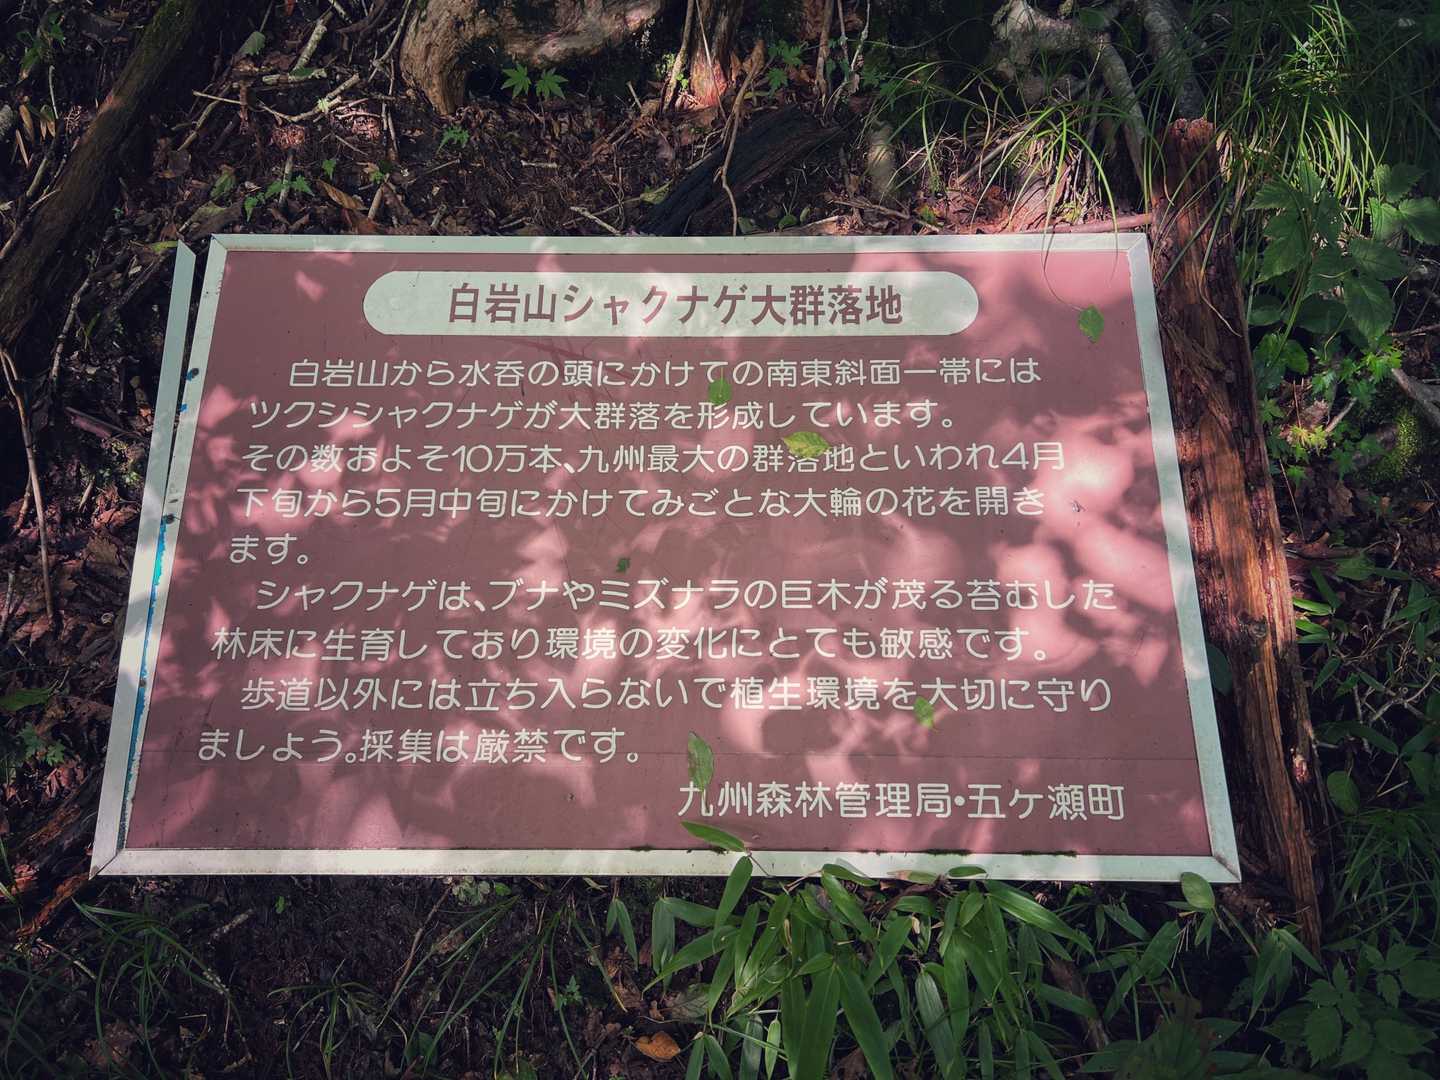 白岩山シャクナゲ大群落地
白岩山から水呑の頭にかけての南東斜面一帯には
ツクシシャクナゲが大群落を形成しています。
その数およそ10万本、九州最大の群落地といわれ4月
下旬から5月中旬にかけてみごとな大輪の花を開き
ます。
シャクナゲは、ブナやミズナラの巨木が茂る苔むした
林床に生育しており環境の変化にとても敏感です。
歩道以外には立ち入らないで植生環境を大切に守り
ましょう。採集は厳禁です。
九州森林管理局・五ヶ瀬町